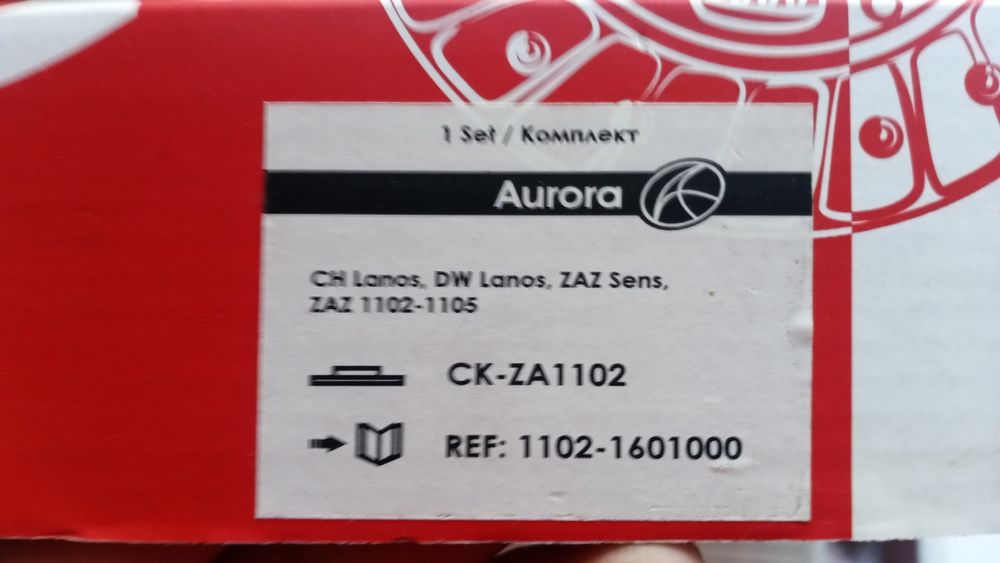 1 Set / Комплект
Aurora
CH Lanos, DW Lanos, ZAZ Sens,
ZAZ 1102-1105
CK-ZA1102
REF: 1102-1601000